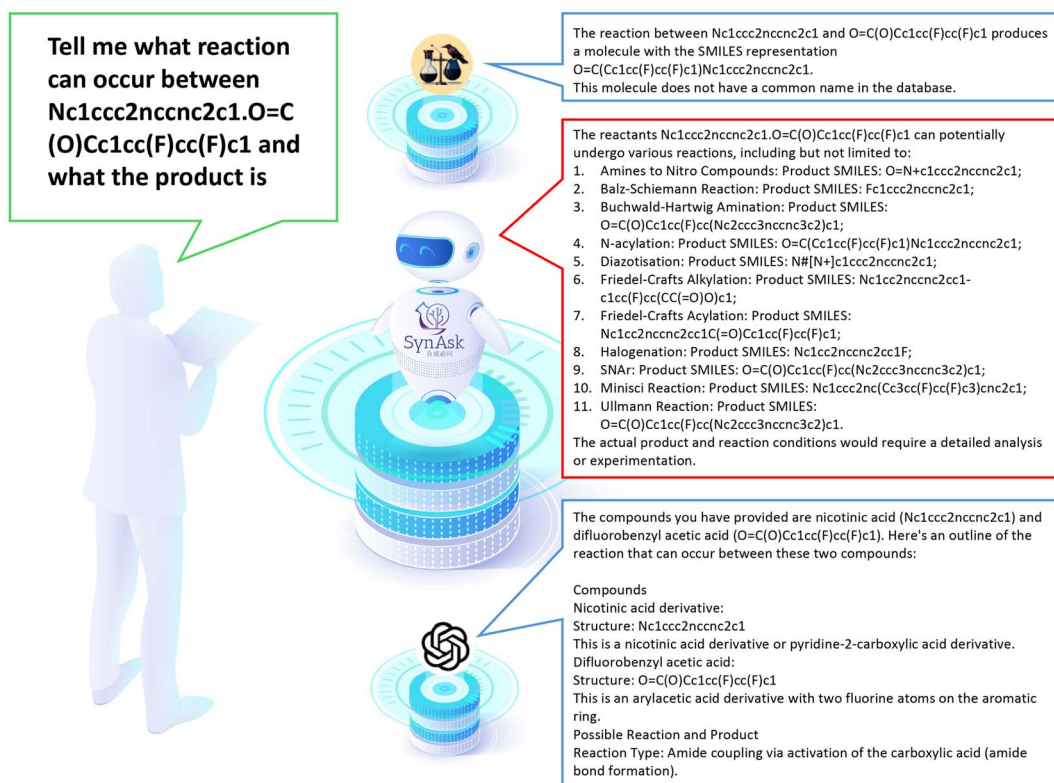 Tell me what reaction
can occur between
Nc1ccc2nccnc2c1.O=C
(O)Cc1cc(F)cc(F)c1 and
what the product is
The reaction between Nc1ccc2nccnc2c1 and O=C(O)Cc1cc(F)cc(F)c1 produces
a molecule with the SMILES representation
O=C(Cc1cc(F)cc(F)c1)Nc1ccc2nccnc2c1.
This molecule does not have a common name in the database.
SynAsk
合成必问
The reactants Nc1ccc2nccnc2c1.O=C(O)Cc1cc(F)cc(F)c1 can potentially
undergo various reactions, including but not limited to:
1. Amines to Nitro Compounds: Product SMILES: O=N+c1ccc2nccnc2c1;
2. Balz-Schiemann Reaction: Product SMILES: Fc1ccc2nccnc2c1;
3. Buchwald-Hartwig Amination: Product SMILES:
O=C(O)Cc1cc(F)cc(Nc2ccc3nccnc3c2)c1;
4. N-acylation: Product SMILES: O=C(Cc1cc(F)cc(F)c1)Nc1ccc2nccnc2c1;
5. Diazotisation: Product SMILES: N#[N+]c1ccc2nccnc2c1;
6. Friedel-Crafts Alkylation: Product SMILES: Nc1cc2nccnc2cc1-
c1cc(F)cc(CC(=O)O)c1;
7. Friedel-Crafts Acylation: Product SMILES:
Nc1cc2nccnc2cc1C(=O)Cc1cc(F)cc(F)c1;
8. Halogenation: Product SMILES: Nc1cc2nccnc2cc1F;
9. SNAr: Product SMILES: O=C(O)Cc1cc(F)cc(Nc2ccc3nccnc3c2)c1;
10. Minisci Reaction: Product SMILES: Nc1ccc2nc(Cc3cc(F)cc(F)c3)cnc2c1;
11. Ullmann Reaction: Product SMILES:
O=C(O)Cc1cc(F)cc(Nc2ccc3nccnc3c2)c1.
The actual product and reaction conditions would require a detailed analysis
or experimentation.
The compounds you have provided are nicotinic acid (Nc1ccc2nccnc2c1) and
difluorobenzyl acetic acid (O=C(O)Cc1cc(F)cc(F)c1). Here's an outline of the
reaction that can occur between these two compounds:
Compounds
Nicotinic acid derivative:
Structure: Nc1ccc2nccnc2c1
This is a nicotinic acid derivative or pyridine-2-carboxylic acid derivative.
Difluorobenzyl acetic acid:
Structure: O=C(O)Cc1cc(F)cc(F)c1
This is an arylacetic acid derivative with two fluorine atoms on the aromatic
ring.
Possible Reaction and Product
Reaction Type: Amide coupling via activation of the carboxylic acid (amide
bond formation).